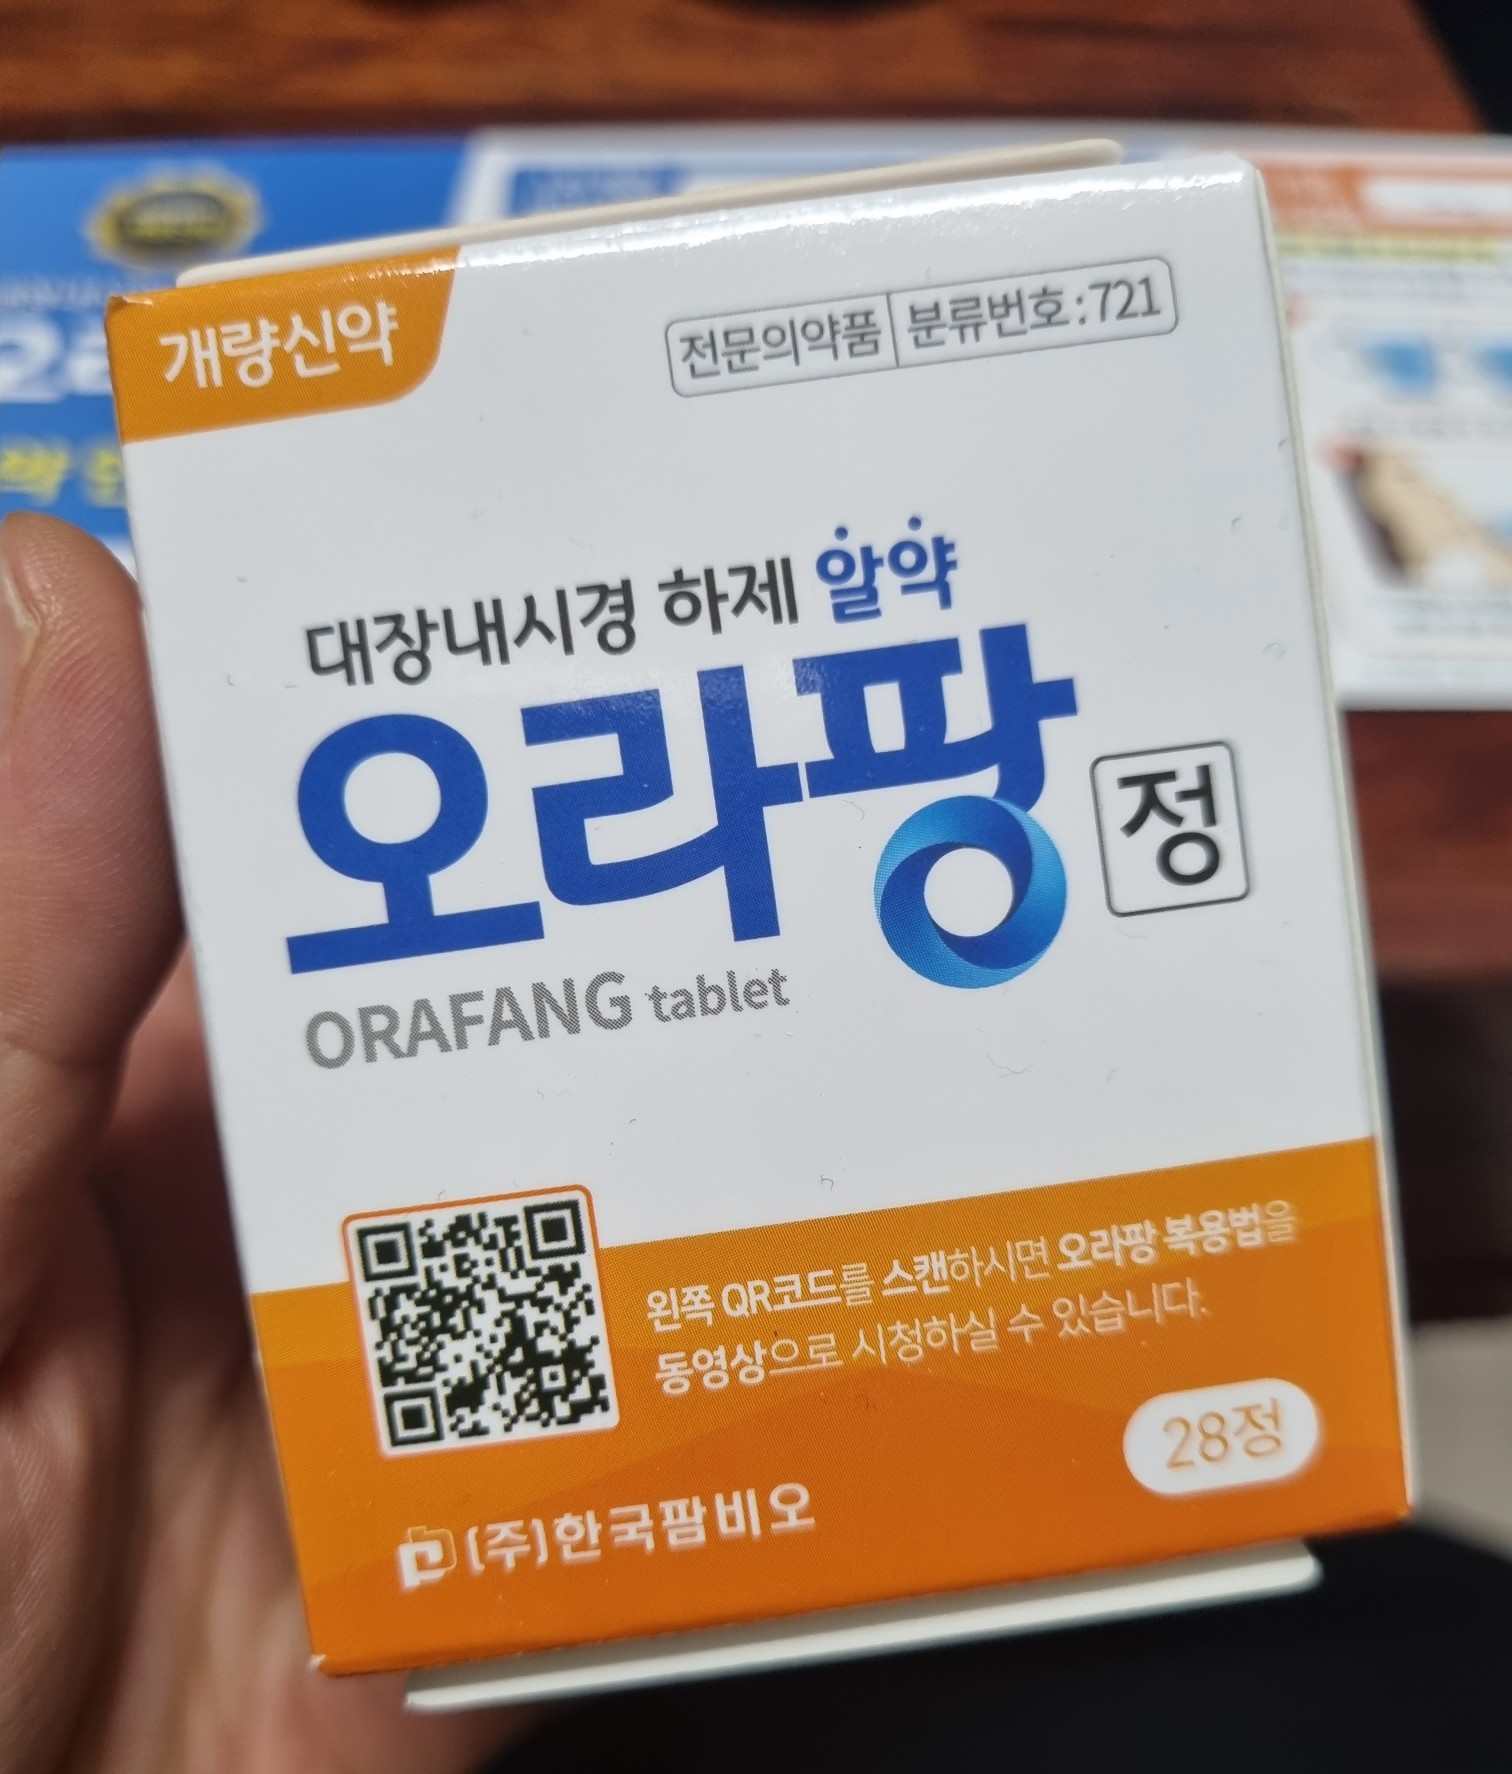 개량신약
전문의약품 분류번호:721
대장내시경 하제 알약
오라팡 정
ORAFANG tablet
왼쪽 QR코드를 스캔하시면 오라팡 복용법을
동영상으로 시청하실 수 있습니다.
28정
(주)한국팜비오